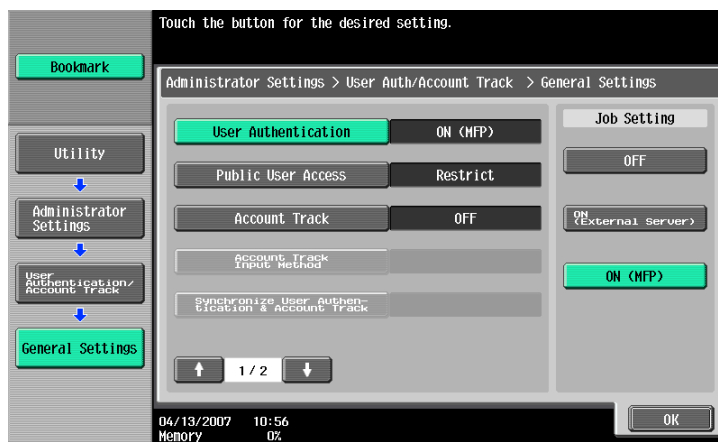 Touch the button for the desired setting.
Bookmark
Administrator Settings > User Auth/Account Track > General Settings
Utility
Administrator
Settings
User
Authentication/
Account Track
General Settings
User Authentication
ON (MFP)
Public User Access
Restrict
Account Track
OFF
Account Track
Input Method
Synchronize User Authen-
tication & Account Track
1/2
Job Setting
OFF
ON
(External Server)
ON (MFP)
04/13/2007 10:56
Memory 0%
OK